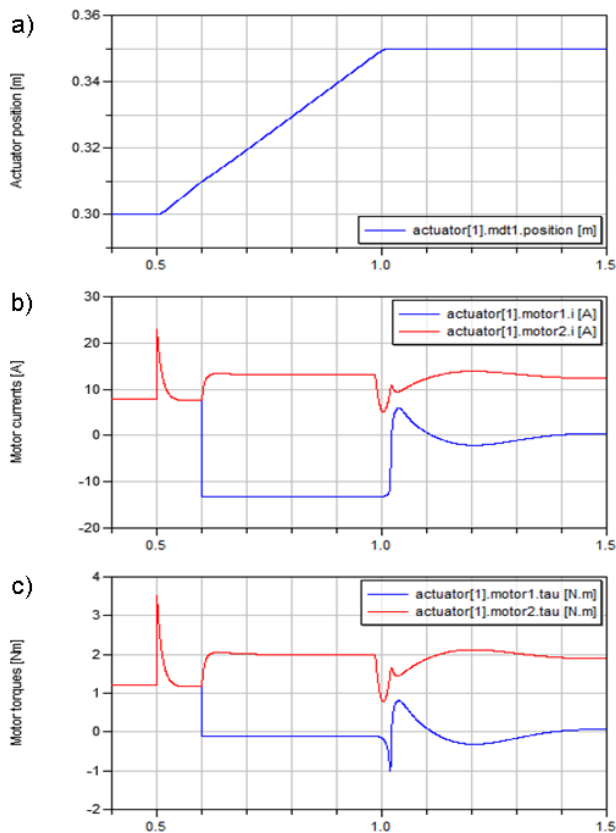 a)
0.36
0.34
0.32
0.30
Actuator position [m]
actuator[1].mdt1.position [m]
0.5
1.0
1.5
b)
30
20
10
0
-10
-20
Motor currents [A]
actuator[1].motor1.i [A]
actuator[1].motor2.i [A]
0.5
1.0
1.5
c)
4
3
2
1
0
-1
-2
Motor torques [Nm]
actuator[1].motor1.tau [N.m]
actuator[1].motor2.tau [N.m]
0.5
1.0
1.5